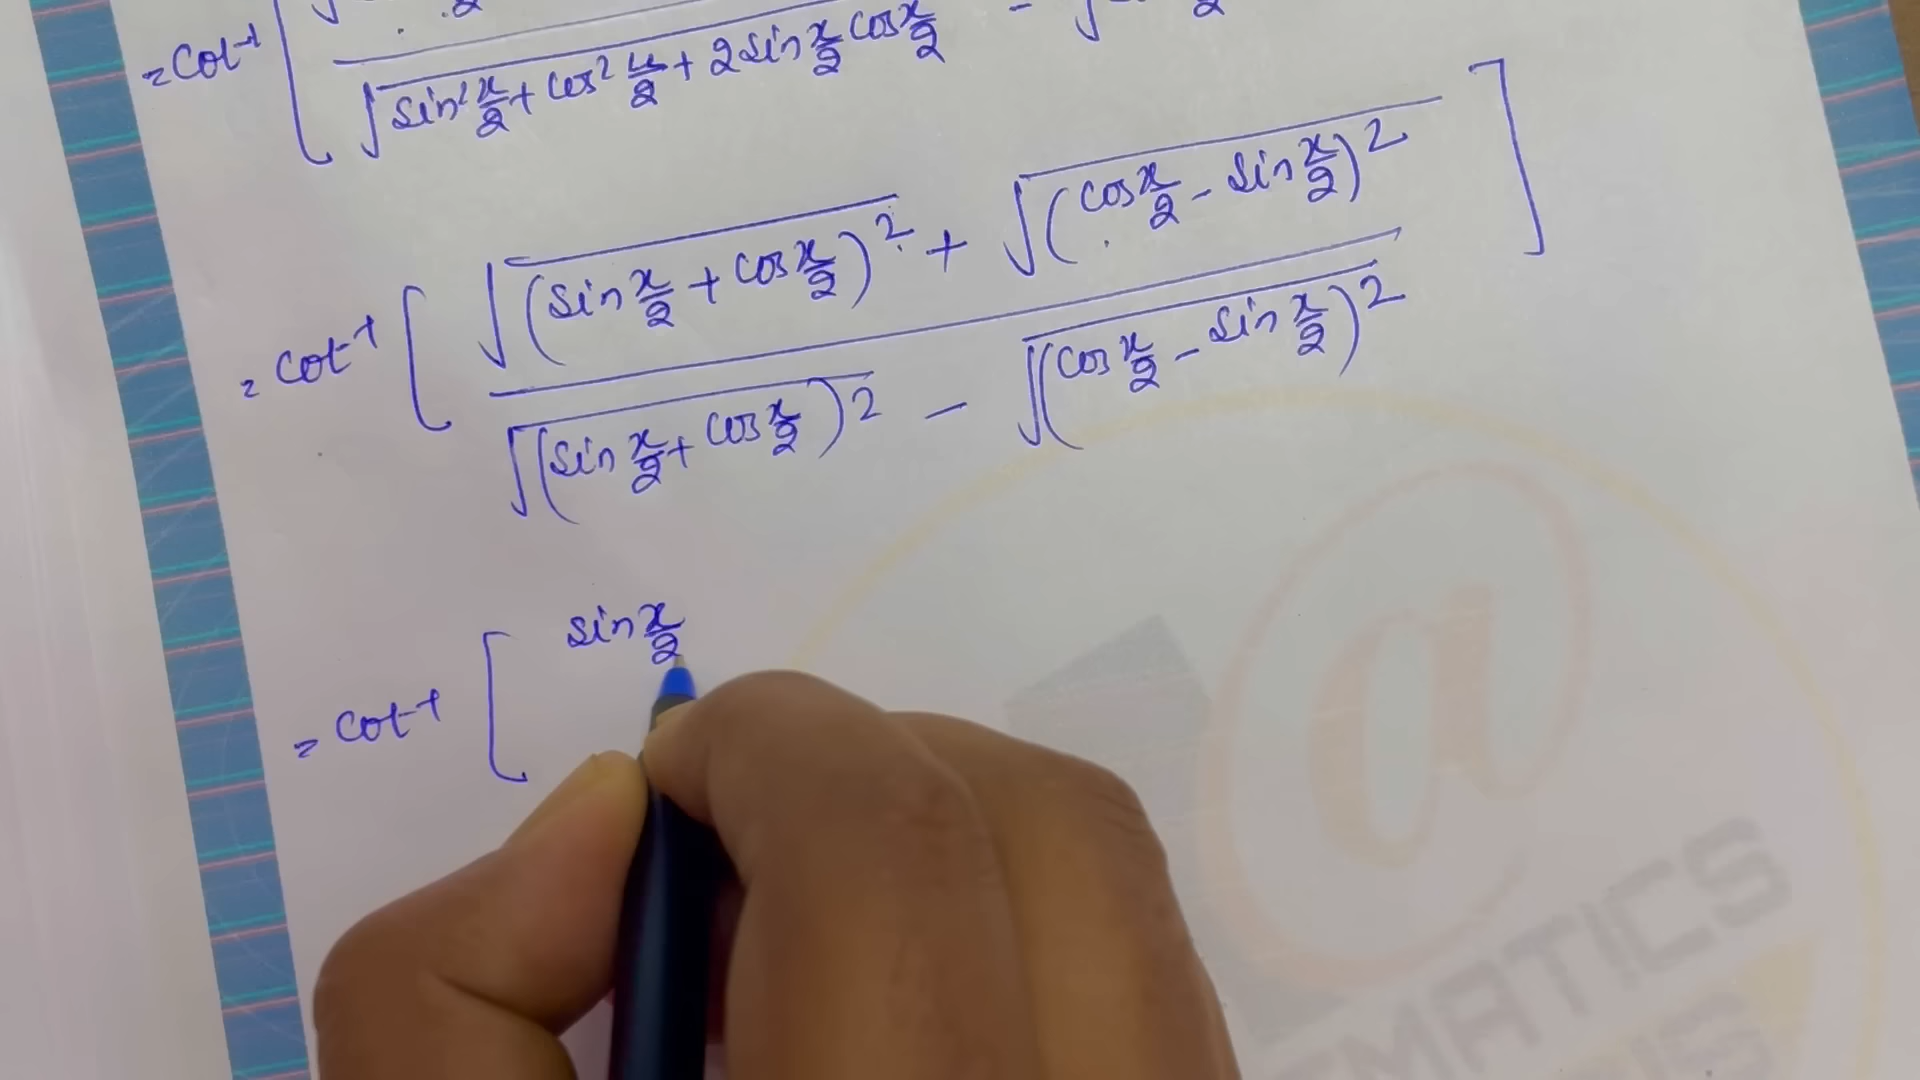 = cot⁻¹ [
√(sin² x/2 + cos² x/2 + 2 sin x/2 cos x/2 - √
= cot⁻¹ [ √(sin x/2 + cos x/2)² + √(cos x/2 - sin x/2)² ]
√(sin x/2 + cos x/2)² - √(cos x/2 - sin x/2)²
= cot⁻¹ [ sin x/2